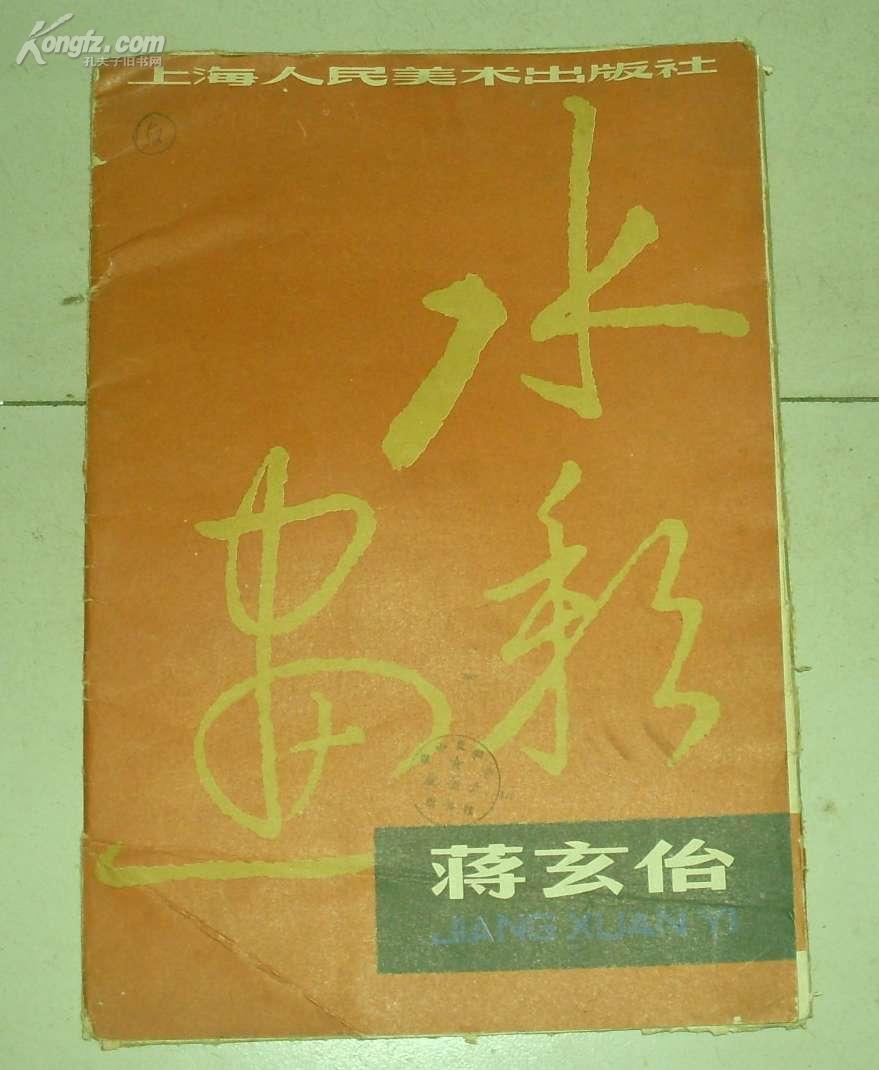 Kongfz.com
孔夫子旧书网
上海人民美术出版社
水彩
画
蒋玄佁
JIANG XUAN YI